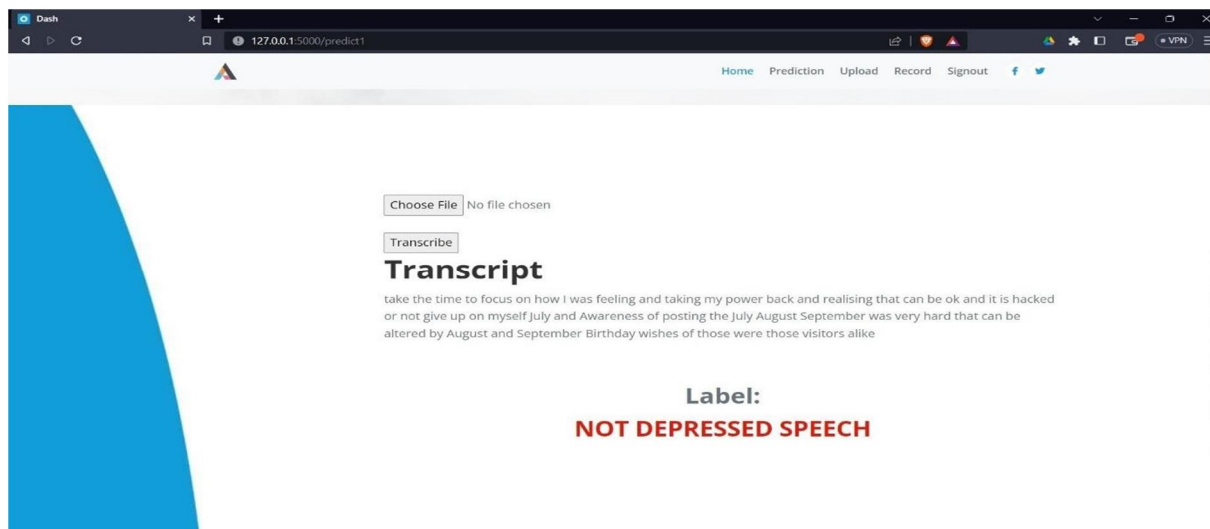 Dash
127.0.0.1:5000/predict1
VPN
Home Prediction Upload Record Signout
Choose File No file chosen
Transcribe
Transcript
take the time to focus on how I was feeling and taking my power back and realising that can be ok and it is hacked
or not give up on myself July and Awareness of posting the July August September was very hard that can be
altered by August and September Birthday wishes of those were those visitors alike
Label:
NOT DEPRESSED SPEECH